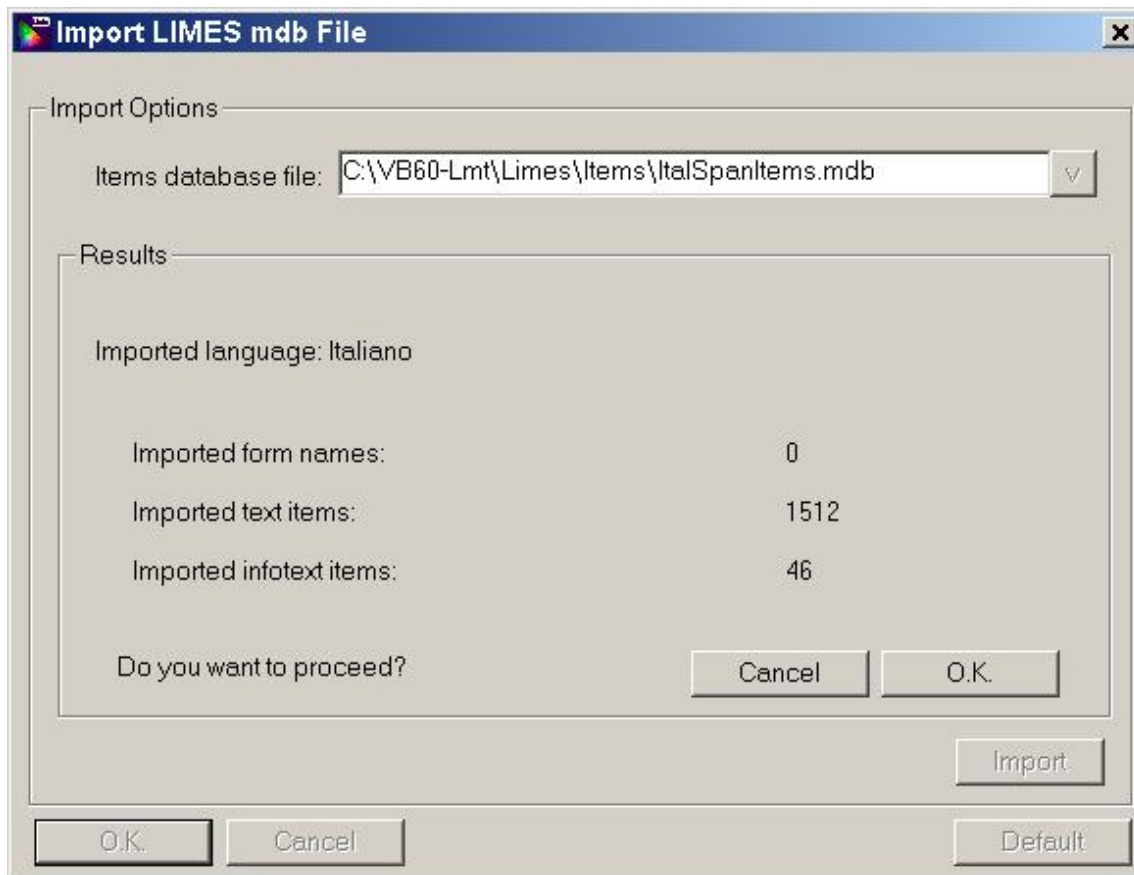 Import LIMES mdb File
Import Options
Items database file: C:\VB60-Lmt\Limes\Items\ItalSpanItems.mdb
Results
Imported language: Italiano
Imported form names: 0
Imported text items: 1512
Imported infotext items: 46
Do you want to proceed? Cancel O.K.
Import
O.K. Cancel Default